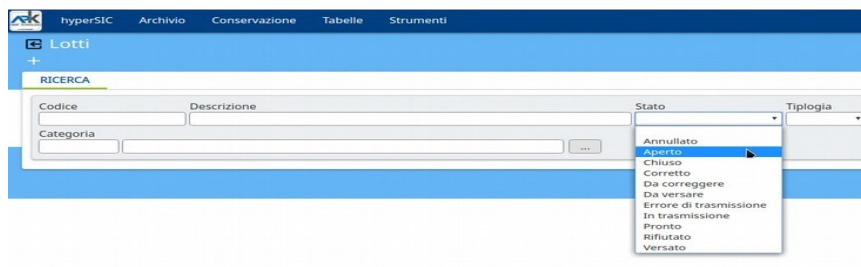 ARK hyperSIC Archivio Conservazione Tabelle Strumenti
Lotti
+
RICERCA
Codice Descrizione Stato Tiplogia
Categoria
...
Annullato
Aperto
Chiuso
Corretto
Da correggere
Da versare
Errore di trasmissione
In trasmissione
Pronto
Rifiutato
Versato